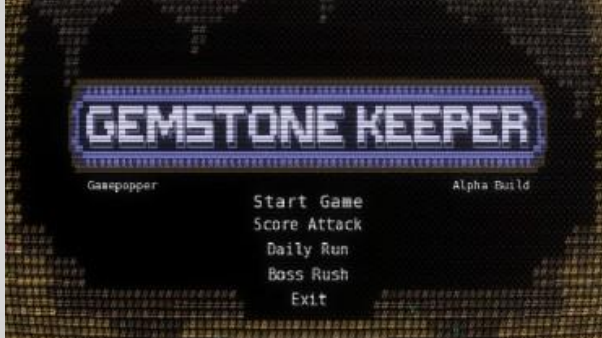 GEMSTONE KEEPER
Gamepopper
Alpha Build
Start Game
Score Attack
Daily Run
Boss Rush
Exit